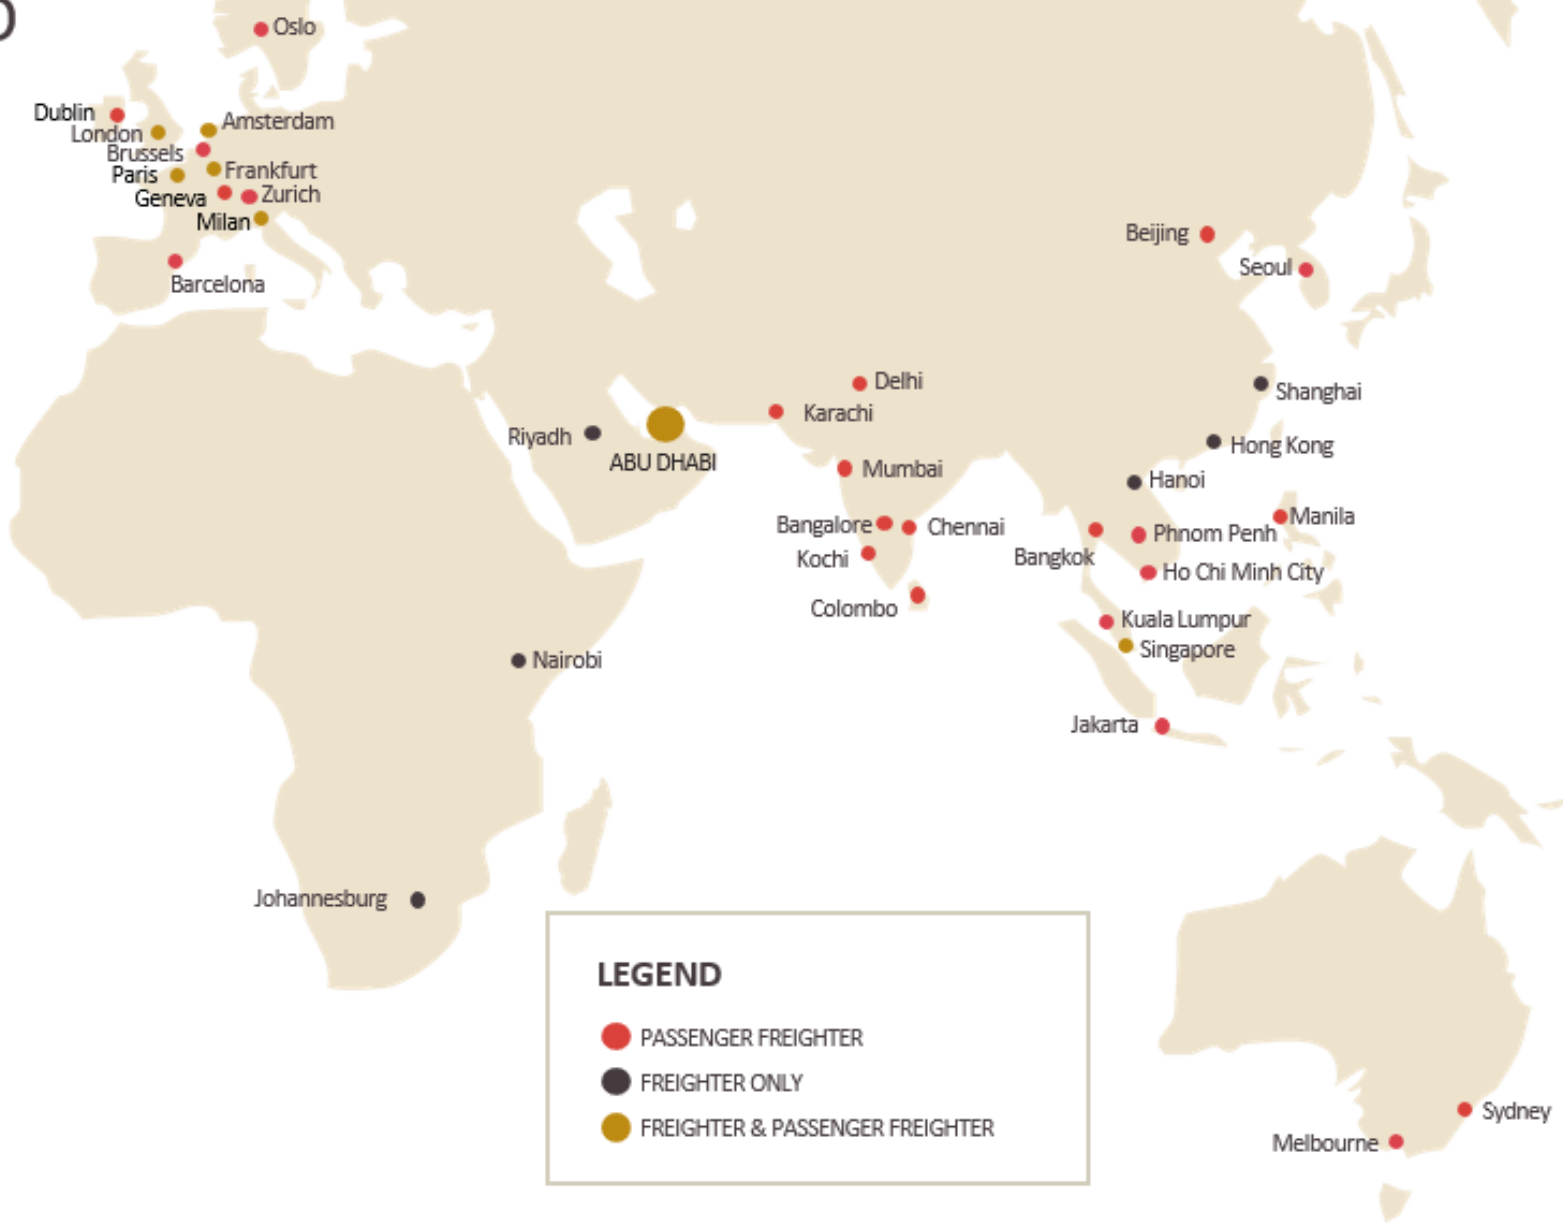 Oslo
Dublin
Amsterdam
London
Brussels
Paris
Frankfurt
Geneva
Zurich
Milan
Barcelona
Beijing
Seoul
Delhi
Shanghai
Karachi
Riyadh
ABU DHABI
Hong Kong
Mumbai
Hanoi
Manila
Bangalore
Chennai
Phnom Penh
Kochi
Bangkok
Ho Chi Minh City
Colombo
Kuala Lumpur
Singapore
Nairobi
Jakarta
Johannesburg
LEGEND
PASSENGER FREIGHTER
FREIGHTER ONLY
FREIGHTER & PASSENGER FREIGHTER
Sydney
Melbourne